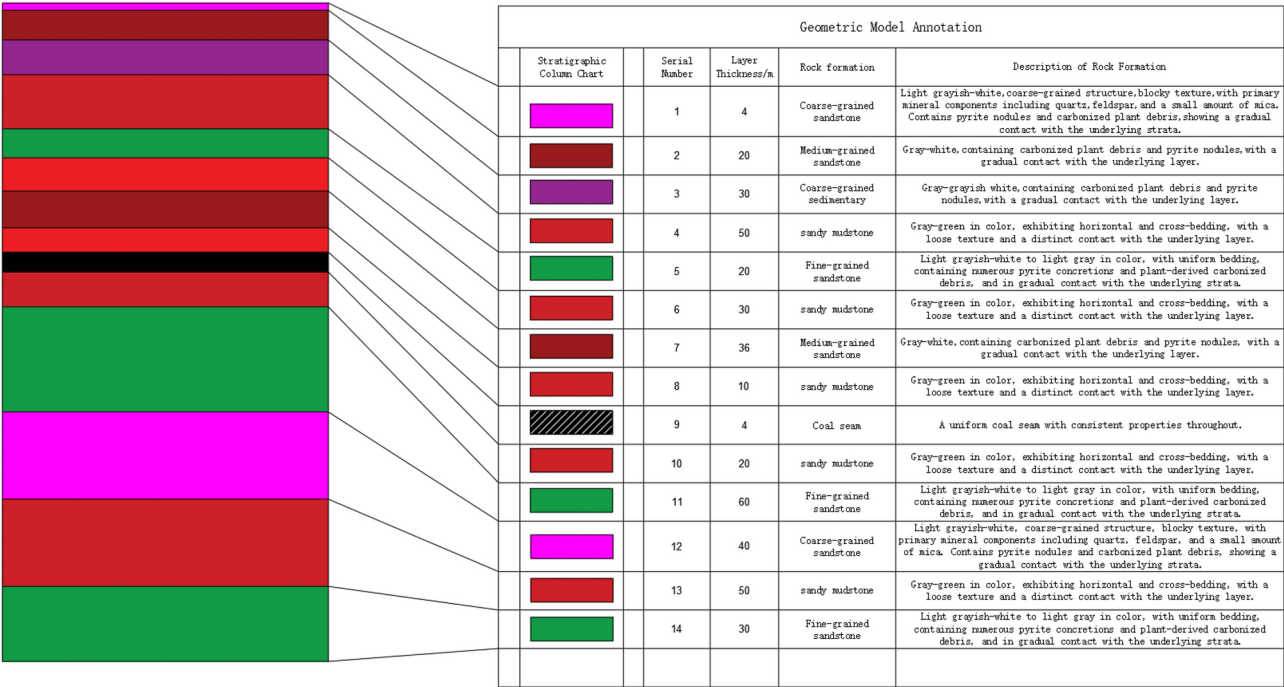 Geometric Model Annotation
Stratigraphic
Column Chart
Serial
Number
Layer
Thickness/m
Rock formation
Description of Rock Formation
1
4
Coarse-grained
sandstone
Light grayish-white,coarse-grained structure,blocky texture,with primary
mineral components including quartz,feldspar,and a small amount of mica.
Contains pyrite nodules and carbonized plant debris,showing a gradual
contact with the underlying strata.
2
20
Medium-grained
sandstone
Gray-white,containing carbonized plant debris and pyrite nodules,with a
gradual contact with the underlying layer.
3
30
Coarse-grained
sedimentary
Gray-grayish white,containing carbonized plant debris and pyrite
nodules,with a gradual contact with the underlying layer.
4
50
sandy mudstone
Gray-green in color, exhibiting horizontal and cross-bedding, with a
loose texture and a distinct contact with the underlying layer.
5
20
Fine-grained
sandstone
Light grayish-white to light gray in color, with uniform bedding,
containing numerous pyrite concretions and plant-derived carbonized
debris, and in gradual contact with the underlying strata.
6
30
sandy mudstone
Gray-green in color, exhibiting horizontal and cross-bedding, with a
loose texture and a distinct contact with the underlying layer.
7
36
Medium-grained
sandstone
Gray-white,containing carbonized plant debris and pyrite nodules, with a
gradual contact with the underlying layer.
8
10
sandy mudstone
Gray-green in color, exhibiting horizontal and cross-bedding, with a
loose texture and a distinct contact with the underlying layer.
9
4
Coal seam
A uniform coal seam with consistent properties throughout.
10
20
sandy mudstone
Gray-green in color, exhibiting horizontal and cross-bedding, with a
loose texture and a distinct contact with the underlying layer.
11
60
Fine-grained
sandstone
Light grayish-white to light gray in color, with uniform bedding,
containing numerous pyrite concretions and plant-derived carbonized
debris, and in gradual contact with the underlying strata.
12
40
Coarse-grained
sandstone
Light grayish-white, coarse-grained structure, blocky texture, with
primary mineral components including quartz, feldspar, and a small amount
of mica. Contains pyrite nodules and carbonized plant debris, showing a
gradual contact with the underlying strata.
13
50
sandy mudstone
Gray-green in color, exhibiting horizontal and cross-bedding, with a
loose texture and a distinct contact with the underlying layer.
14
30
Fine-grained
sandstone
Light grayish-white to light gray in color, with uniform bedding,
containing numerous pyrite concretions and plant-derived carbonized
debris, and in gradual contact with the underlying strata.